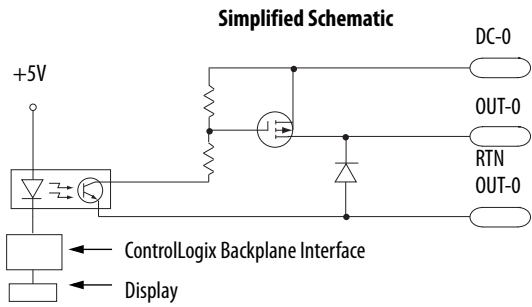 Simplified Schematic
DC-0
+5V
OUT-0
RTN
OUT-0
ControlLogix Backplane Interface
Display